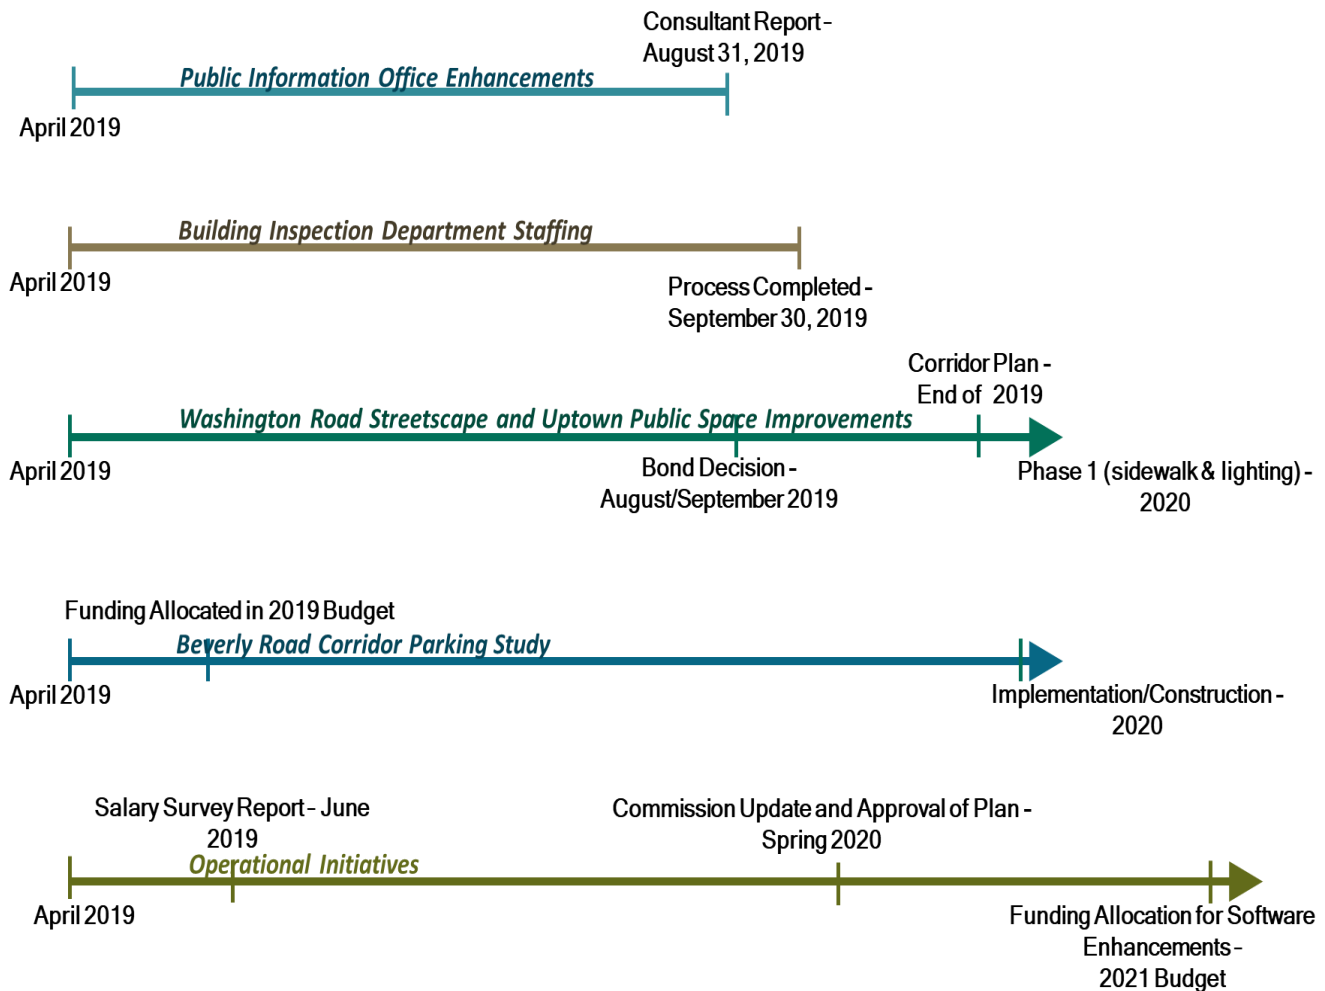 Consultant Report -
August 31, 2019
Public Information Office Enhancements
April 2019
Building Inspection Department Staffing
April 2019
Process Completed -
September 30, 2019
Corridor Plan -
End of 2019
Washington Road Streetscape and Uptown Public Space Improvements
April 2019
Bond Decision -
August/September 2019
Phase 1 (sidewalk & lighting) -
2020
Funding Allocated in 2019 Budget
Beverly Road Corridor Parking Study
April 2019
Implementation/Construction -
2020
Salary Survey Report - June
2019
Commission Update and Approval of Plan -
Spring 2020
Operational Initiatives
April 2019
Funding Allocation for Software
Enhancements -
2021 Budget